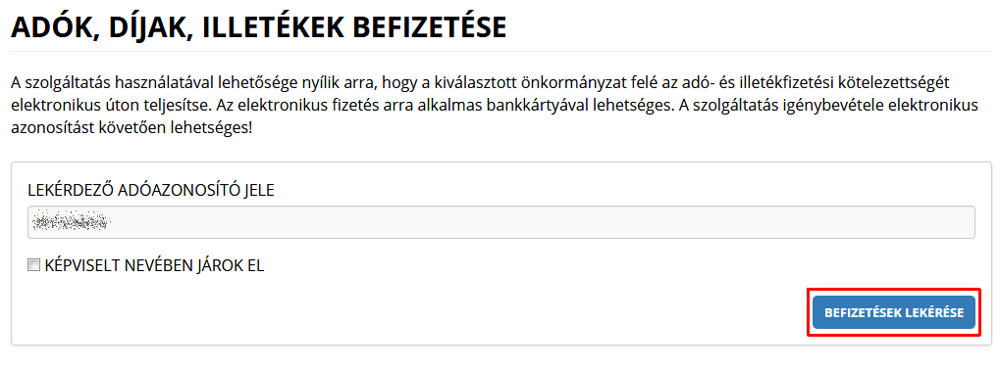 ADÓK, DÍJAK, ILLETÉKEK BEFIZETÉSE
A szolgáltatás használatával lehetősége nyílik arra, hogy a kiválasztott önkormányzat felé az adó- és illetékfizetési kötelezettségét
elektronikus úton teljesítse. Az elektronikus fizetés arra alkalmas bankkártyával lehetséges. A szolgáltatás igénybevétele elektronikus
azonosítást követően lehetséges!
LEKÉRDEZŐ ADÓAZONOSÍTÓ JELE
KÉPVISELT NEVÉBEN JÁROK EL
BEFIZETÉSEK LEKÉRÉSE